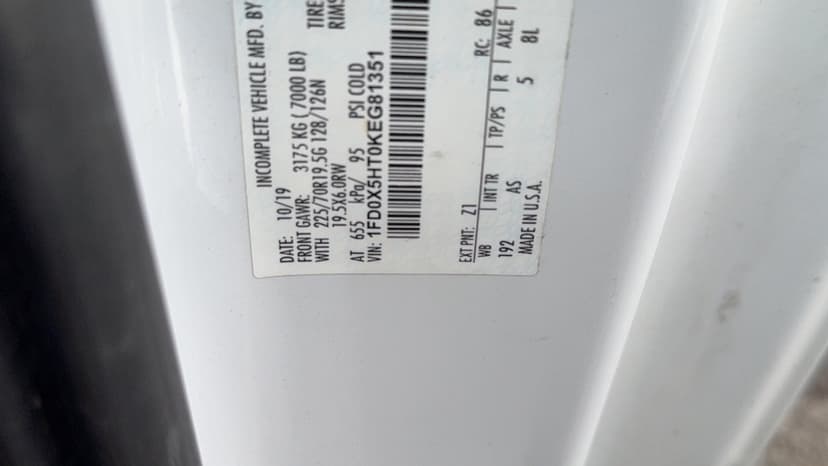 INCOMPLETE VEHICLE MFD. BY
DATE: 10/19
FRONT GAWR: 3175 KG ( 7000 LB) TIRE
WITH 225/70R19.5G 128/126N RIMS
19.5X6.0RW
AT 655 kPa/ 95 PSI COLD
VIN: 1FD0X5HT0KEG81351
EXT PNT: Z1 RC: 86
WB INT TR TP/PS R AXLE
192 AS 5 8L
MADE IN U.S.A.